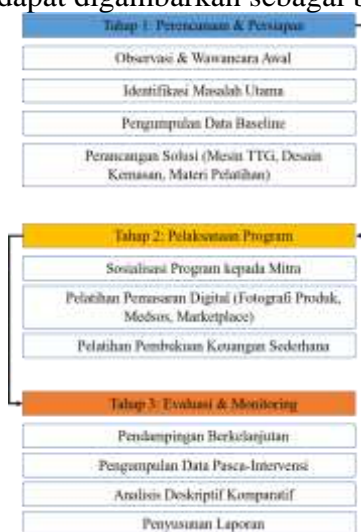 dapat digambarkan sebagai b
Tahap 1: Perencanaan & Persiapan
Observasi & Wawancara Awal
Identifikasi Masalah Utama
Pengumpulan Data Baseline
Perancangan Solusi (Mesin TTG, Desain
Kemasan, Materi Pelatihan)
Tahap 2: Pelaksanaan Program
Sosialisasi Program kepada Mitra
Pelatihan Pemasaran Digital (Fotografi Produk,
Medsos, Marketplace)
Pelatihan Pembukuan Keuangan Sederhana
Tahap 3: Evaluasi & Monitoring
Pendampingan Berkelanjutan
Pengumpulan Data Pasca-Intervensi
Analisis Deskriptif Komparatif
Penyusunan Laporan